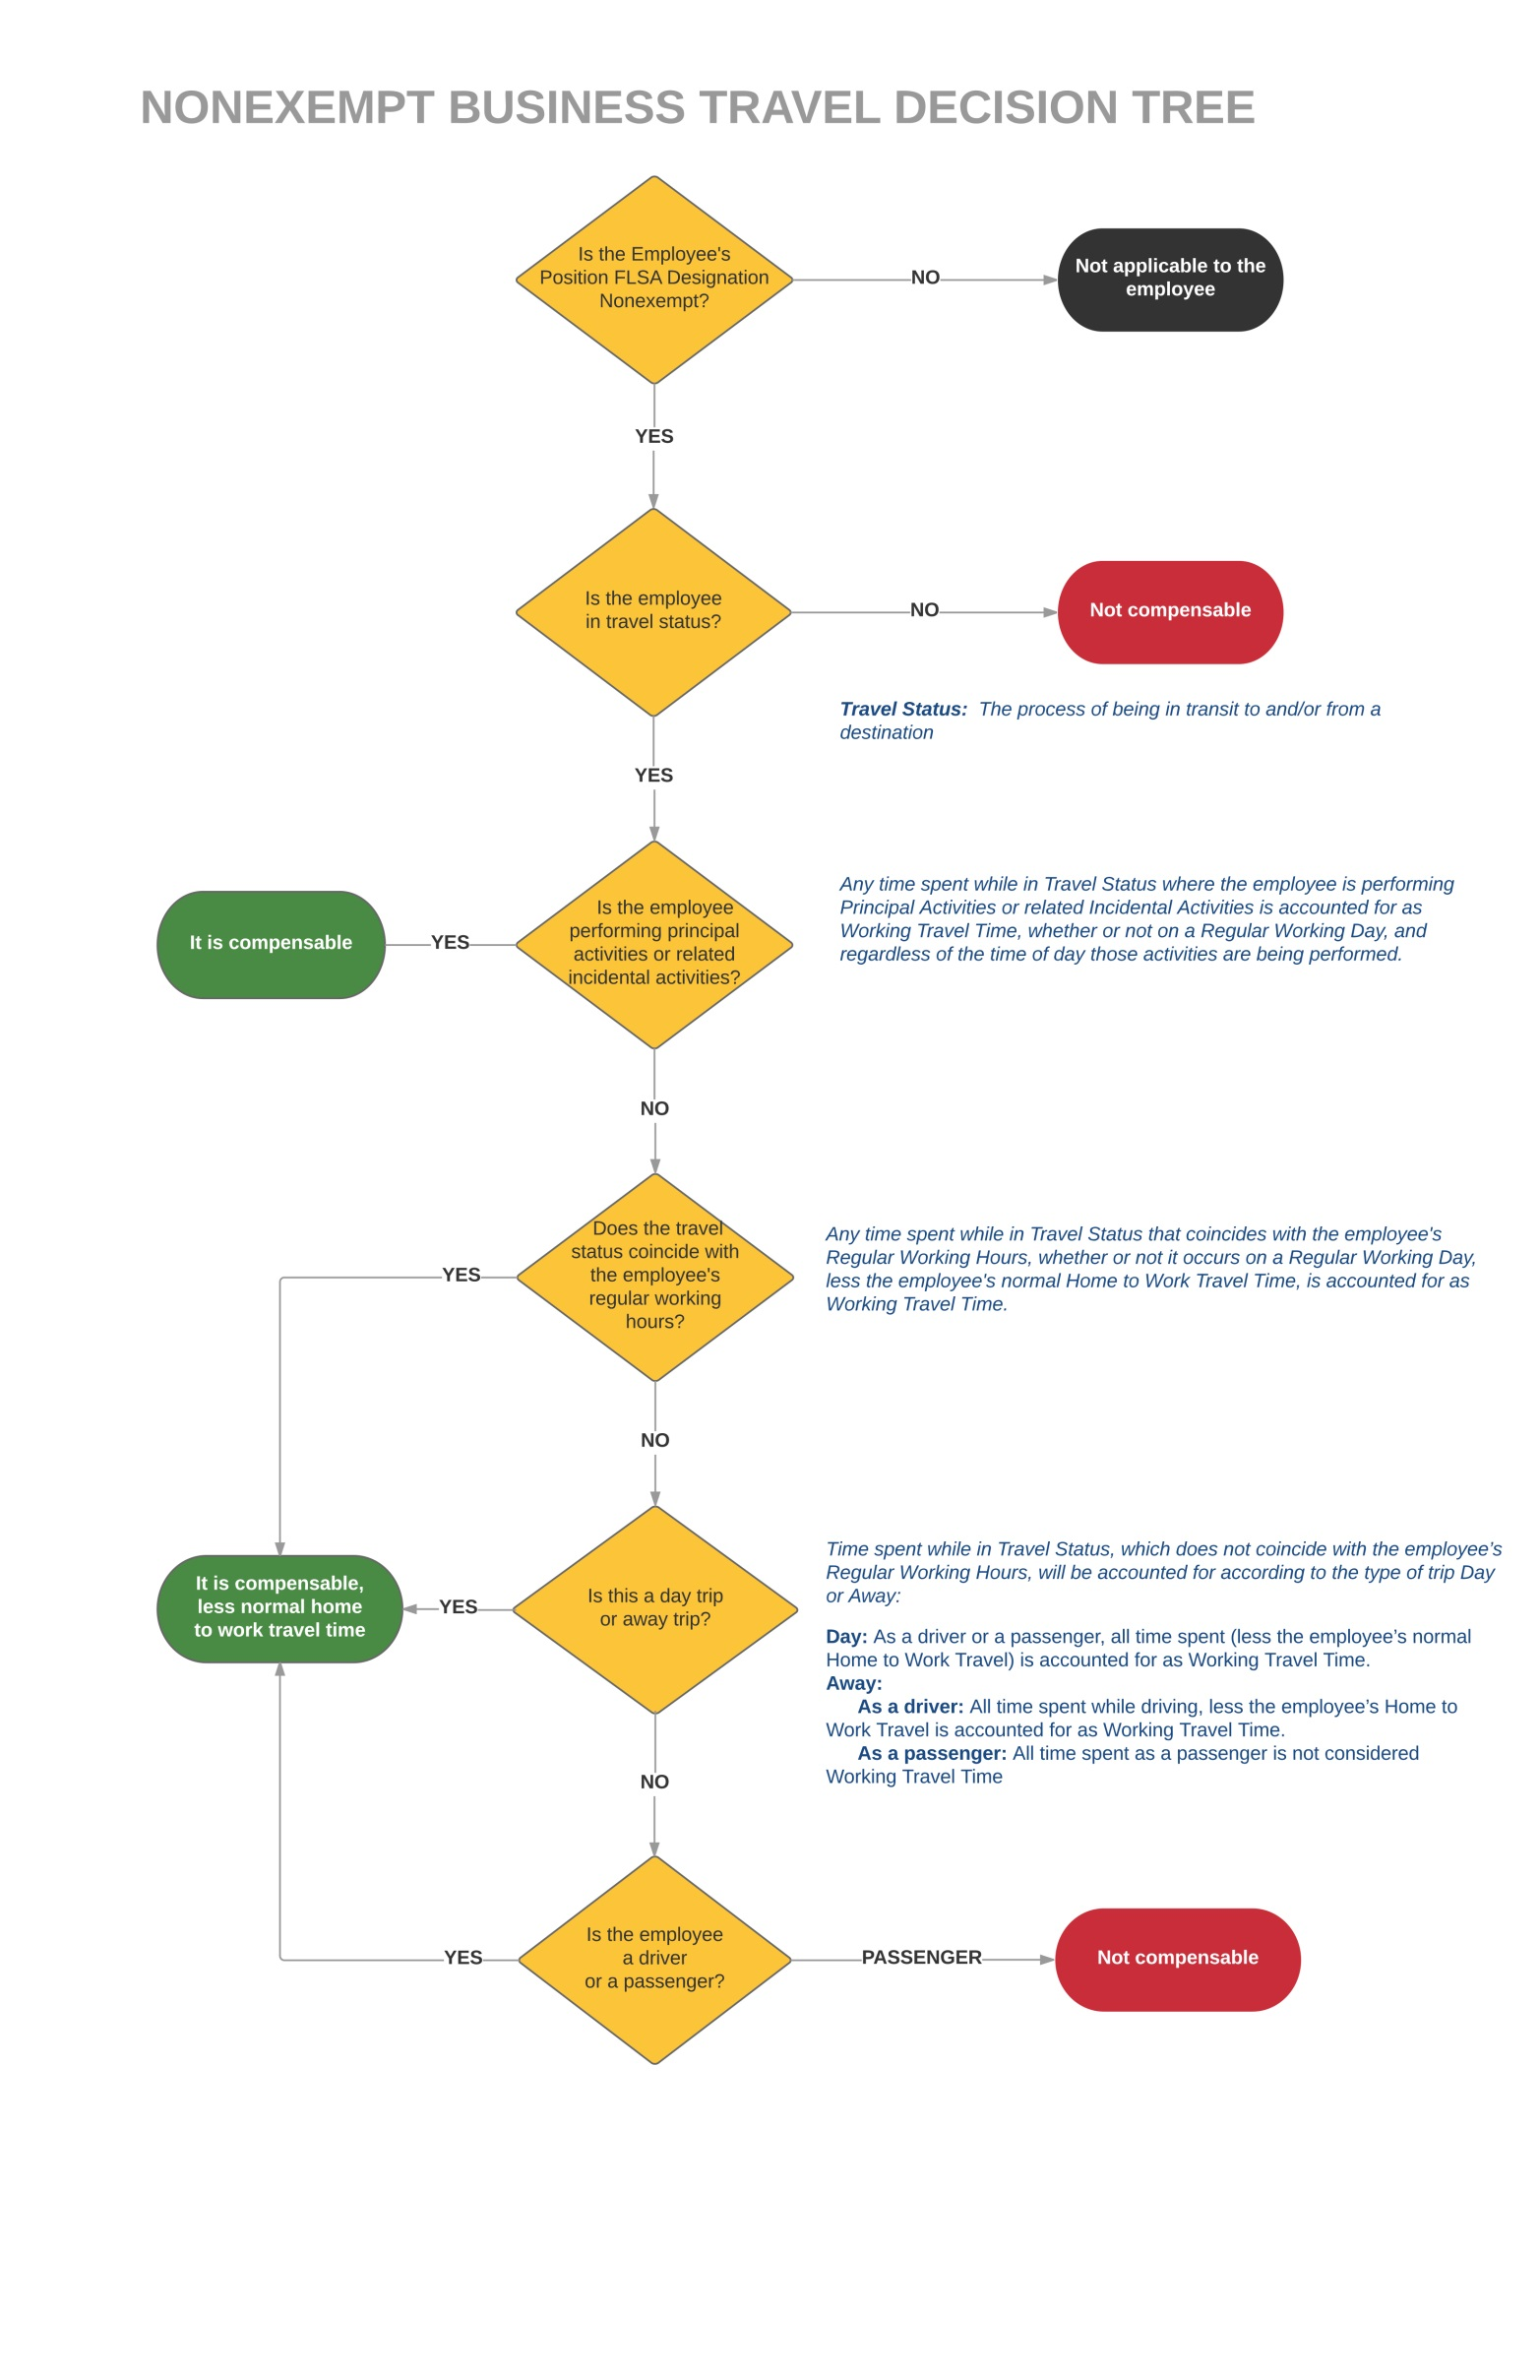 NONEXEMPT BUSINESS TRAVEL DECISION TREE
Is the Employee's
Position FLSA Designation
Nonexempt?
NO
Not applicable to the
employee
YES
Is the employee
in travel status?
NO
Not compensable
Travel Status:  The process of being in transit to and/or from a
destination
YES
It is compensable
YES
Is the employee
performing principal
activities or related
incidental activities?
Any time spent while in Travel Status where the employee is performing
Principal Activities or related Incidental Activities is accounted for as
Working Travel Time, whether or not on a Regular Working Day, and
regardless of the time of day those activities are being performed.
NO
YES
Does the travel
status coincide with
the employee's
regular working
hours?
Any time spent while in Travel Status that coincides with the employee's
Regular Working Hours, whether or not it occurs on a Regular Working Day,
less the employee's normal Home to Work Travel Time, is accounted for as
Working Travel Time.
NO
It is compensable,
less normal home
to work travel time
YES
Is this a day trip
or away trip?
Time spent while in Travel Status, which does not coincide with the employee’s
Regular Working Hours, will be accounted for according to the type of trip Day
or Away:
Day: As a driver or a passenger, all time spent (less the employee’s normal
Home to Work Travel) is accounted for as Working Travel Time.
Away:
As a driver: All time spent while driving, less the employee’s Home to
Work Travel is accounted for as Working Travel Time.
As a passenger: All time spent as a passenger is not considered
Working Travel Time
NO
YES
Is the employee
a driver
or a passenger?
PASSENGER
Not compensable